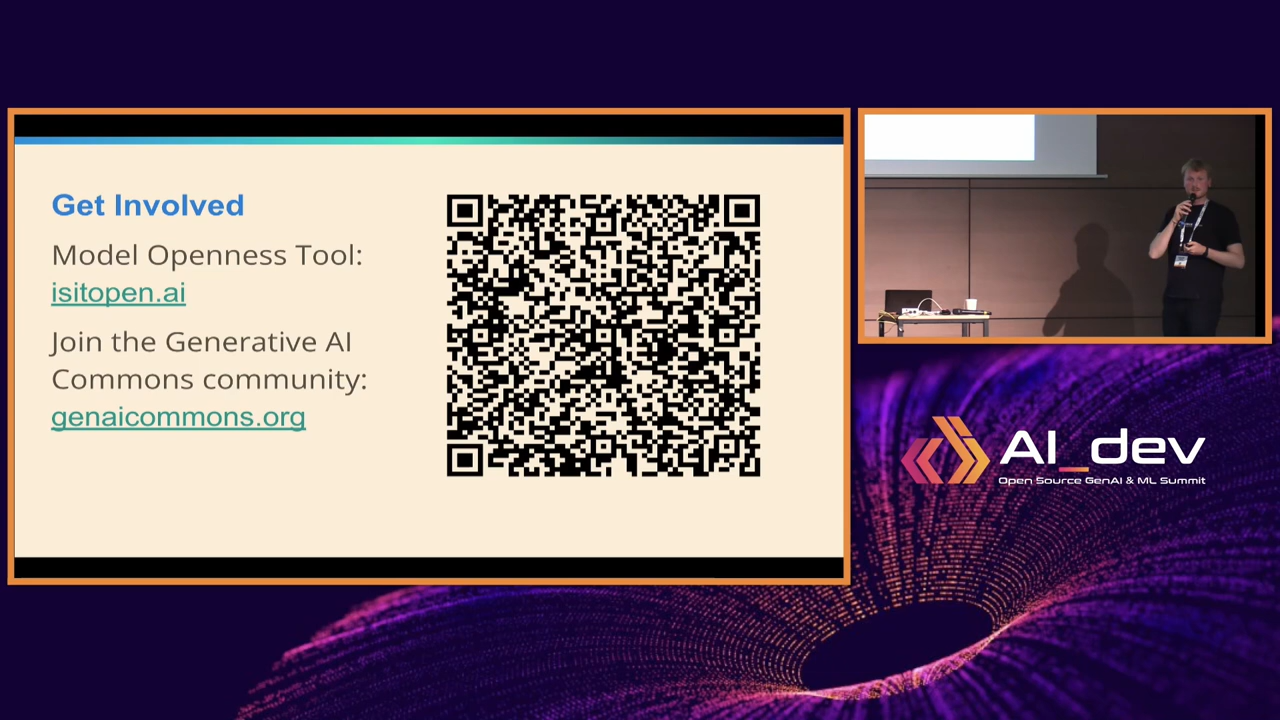 Get Involved
Model Openness Tool:
isitopen.ai
Join the Generative AI
Commons community:
genaicommons.org
AI_dev
Open Source GenAI & ML Summit